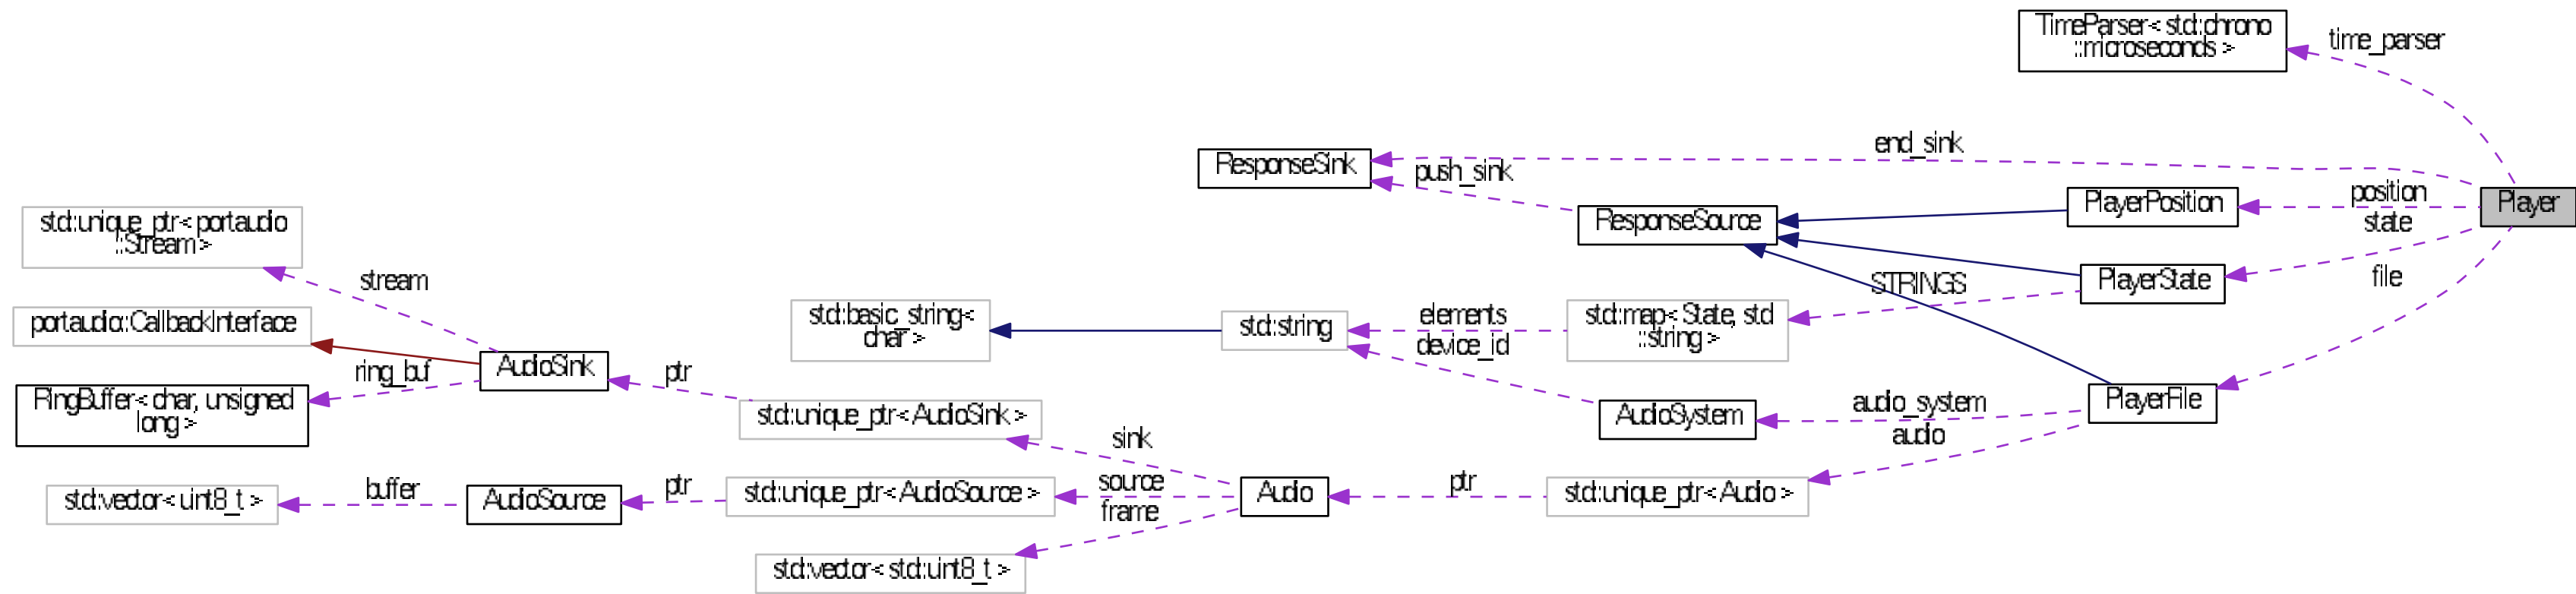 TimeParser< std::chrono
::microseconds >
time_parser
end_sink
ResponseSink
push_sink
PlayerPosition
position
Player
ResponseSource
state
std::unique_ptr< portaudio
::Stream >
stream
PlayerState
file
STRINGS
portaudio::CallbackInterface
std::basic_string<
char >
std::string
elements
device_id
std::map< State, std
::string >
AudioSink
ring_buf
ptr
RingBuffer< char, unsigned
long >
std::unique_ptr< AudioSink >
AudioSystem
audio_system
PlayerFile
audio
sink
std::vector< uint8_t >
buffer
AudioSource
ptr
std::unique_ptr< AudioSource >
source
frame
Audio
ptr
std::unique_ptr< Audio >
std::vector< std::uint8_t >